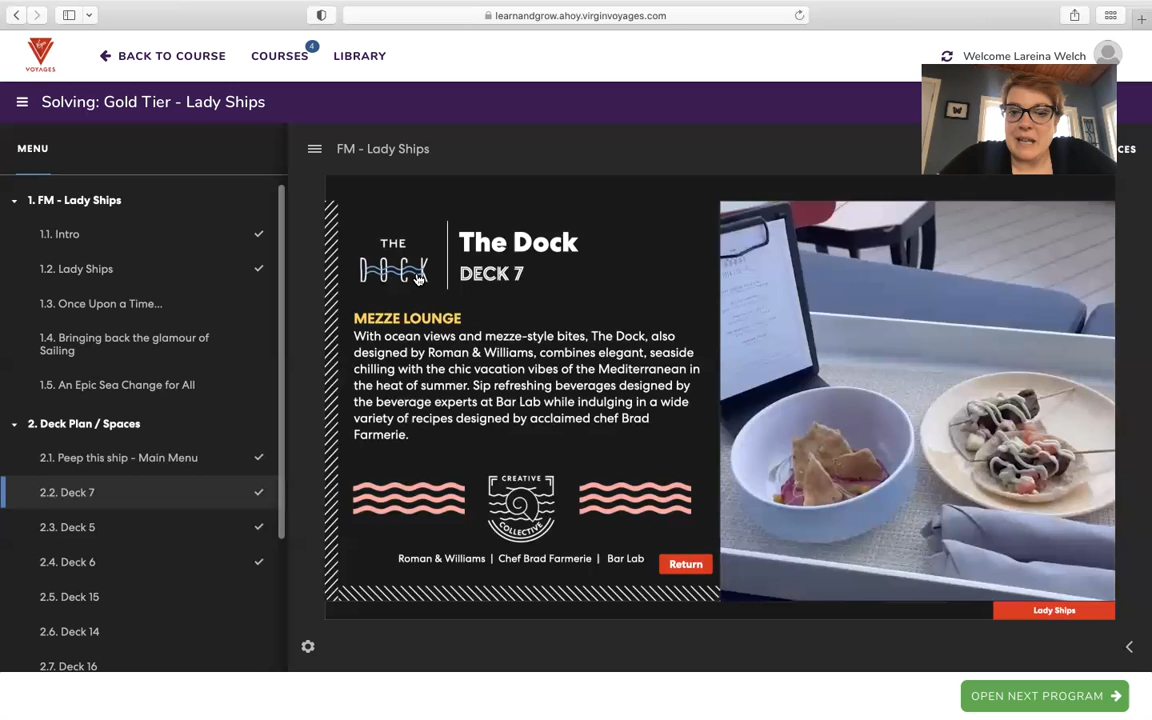 learnandgrow.ahoy.virginvoyages.com
VOYAGES
BACK TO COURSE
COURSES
4
LIBRARY
Welcome Lareina Welch
Solving: Gold Tier - Lady Ships
MENU
FM - Lady Ships
CES
1. FM - Lady Ships
1.1. Intro
1.2. Lady Ships
1.3. Once Upon a Time...
1.4. Bringing back the glamour of
Sailing
1.5. An Epic Sea Change for All
2. Deck Plan / Spaces
2.1. Peep this ship - Main Menu
2.2. Deck 7
2.3. Deck 5
2.4. Deck 6
2.5. Deck 15
2.6. Deck 14
2.7. Deck 16
THE
DOCK
The Dock
DECK 7
MEZZE LOUNGE
With ocean views and mezze-style bites, The Dock, also
designed by Roman & Williams, combines elegant, seaside
chilling with the chic vacation vibes of the Mediterranean in
the heat of summer. Sip refreshing beverages designed by
the beverage experts at Bar Lab while indulging in a wide
variety of recipes designed by acclaimed chef Brad
Farmerie.
CREATIVE
COLLECTIVE
Roman & Williams | Chef Brad Farmerie | Bar Lab
Return
Lady Ships
OPEN NEXT PROGRAM